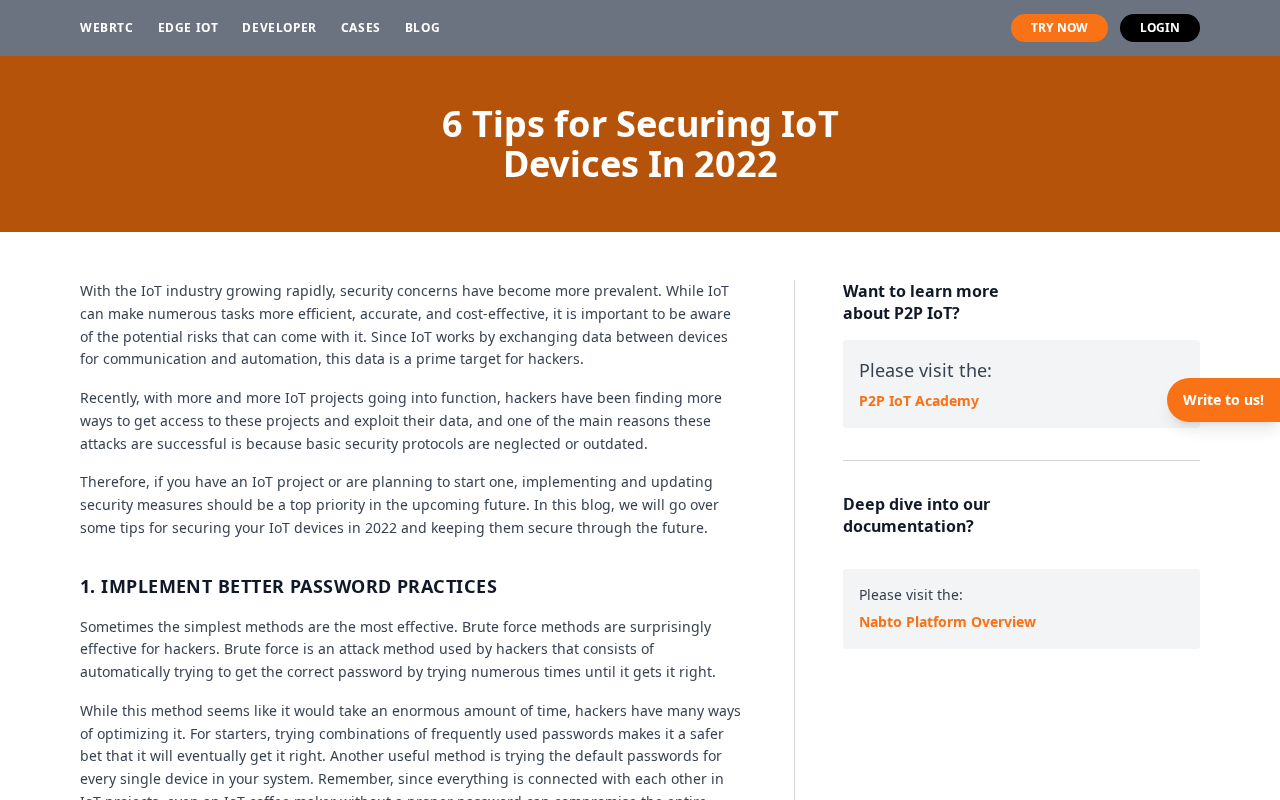 WEBRTC EDGE IOT DEVELOPER CASES BLOG TRY NOW LOGIN
6 Tips for Securing IoT
Devices In 2022
With the IoT industry growing rapidly, security concerns have become more prevalent. While IoT
can make numerous tasks more efficient, accurate, and cost-effective, it is important to be aware
of the potential risks that can come with it. Since IoT works by exchanging data between devices
for communication and automation, this data is a prime target for hackers.
Recently, with more and more IoT projects going into function, hackers have been finding more
ways to get access to these projects and exploit their data, and one of the main reasons these
attacks are successful is because basic security protocols are neglected or outdated.
Therefore, if you have an IoT project or are planning to start one, implementing and updating
security measures should be a top priority in the upcoming future. In this blog, we will go over
some tips for securing your IoT devices in 2022 and keeping them secure through the future.
1. IMPLEMENT BETTER PASSWORD PRACTICES
Sometimes the simplest methods are the most effective. Brute force methods are surprisingly
effective for hackers. Brute force is an attack method used by hackers that consists of
automatically trying to get the correct password by trying numerous times until it gets it right.
While this method seems like it would take an enormous amount of time, hackers have many ways
of optimizing it. For starters, trying combinations of frequently used passwords makes it a safer
bet that it will eventually get it right. Another useful method is trying the default passwords for
every single device in your system. Remember, since everything is connected with each other in
IoT projects, even an IoT coffee maker without a proper password can compromise the entire
Want to learn more
about P2P IoT?
Please visit the:
P2P IoT Academy
Write to us!
Deep dive into our
documentation?
Please visit the:
Nabto Platform Overview